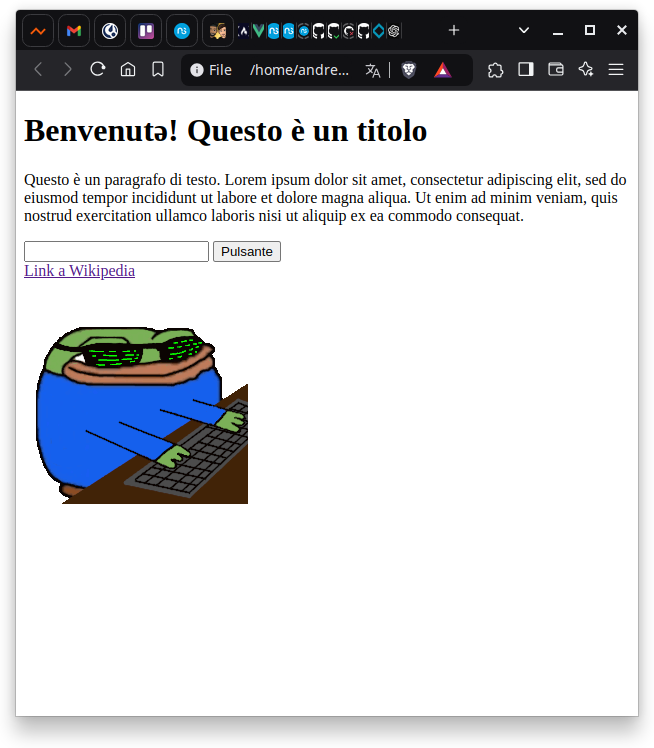 File /home/andre...
Benvenutə! Questo è un titolo
Questo è un paragrafo di testo. Lorem ipsum dolor sit amet, consectetur adipiscing elit, sed do
eiusmod tempor incididunt ut labore et dolore magna aliqua. Ut enim ad minim veniam, quis
nostrud exercitation ullamco laboris nisi ut aliquip ex ea commodo consequat.
Pulsante
Link a Wikipedia